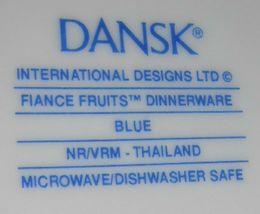 DANSK®
INTERNATIONAL DESIGNS LTD ©
FIANCE FRUITS™ DINNERWARE
BLUE
NR/VRM - THAILAND
MICROWAVE/DISHWASHER SAFE